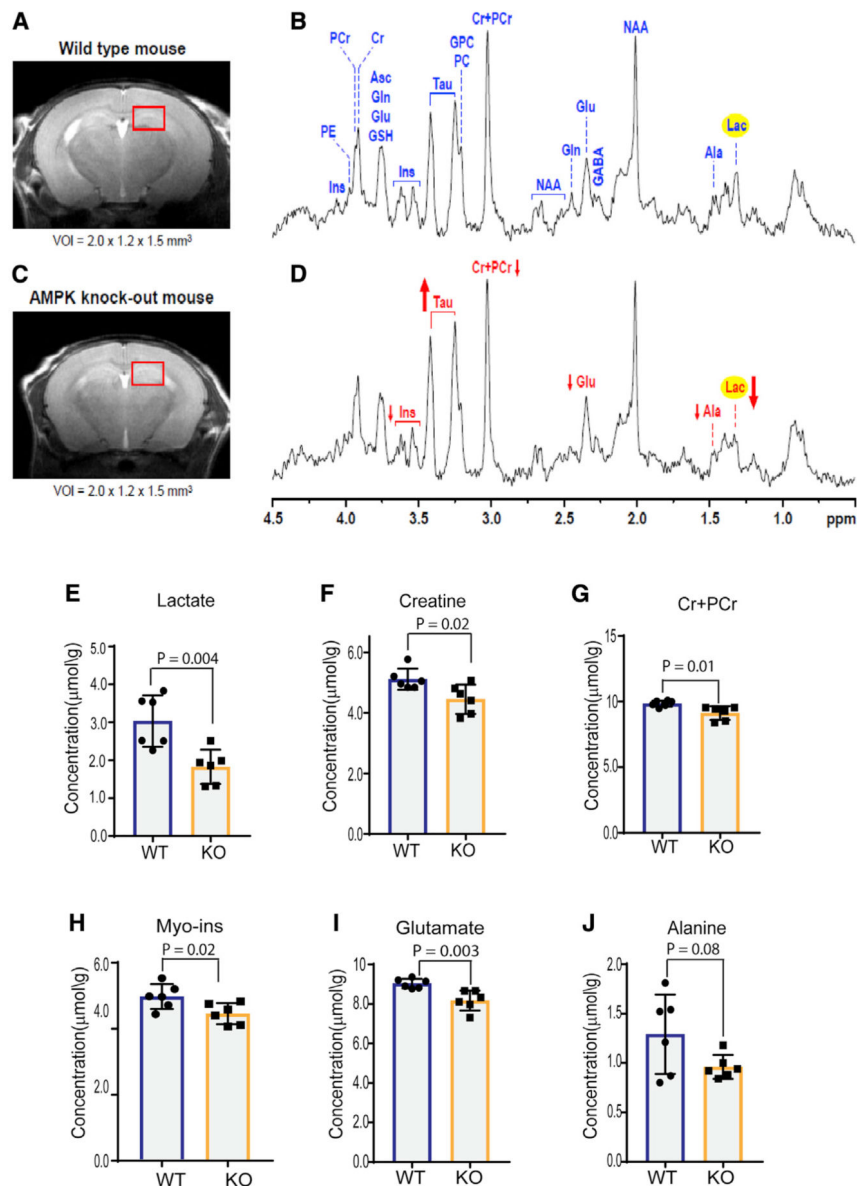 A
Wild type mouse
VOI = 2.0 x 1.2 x 1.5 mm³
B
PCr
Cr
PE
Ins
Asc
Gln
Glu
GSH
Ins
Tau
GPC
PC
Cr+PCr
NAA
Gln
Glu
GABA
NAA
Ala
Lac
C
AMPK knock-out mouse
VOI = 2.0 x 1.2 x 1.5 mm³
D
Ins
Tau
Cr+PCr
Glu
Ala
Lac
4.5 4.0 3.5 3.0 2.5 2.0 1.5 1.0 ppm
E
Lactate
P = 0.004
Concentration(μmol\g)
5.0
4.0
3.0
2.0
1.0
0.0
WT KO
F
Creatine
P = 0.02
Concentration(μmol\g)
6.0
4.0
2.0
0.0
WT KO
G
Cr+PCr
P = 0.01
Concentration(μmol\g)
15
10.0
5.0
0.0
WT KO
H
Myo-ins
P = 0.02
Concentration(μmol\g)
6.0
4.0
2.0
0.0
WT KO
I
Glutamate
P = 0.003
Concentration(μmol\g)
10.0
8.0
6.0
4.0
2.0
0.0
WT KO
J
Alanine
P = 0.08
Concentration(μmol\g)
2.0
1.5
1.0
0.5
0.0
WT KO